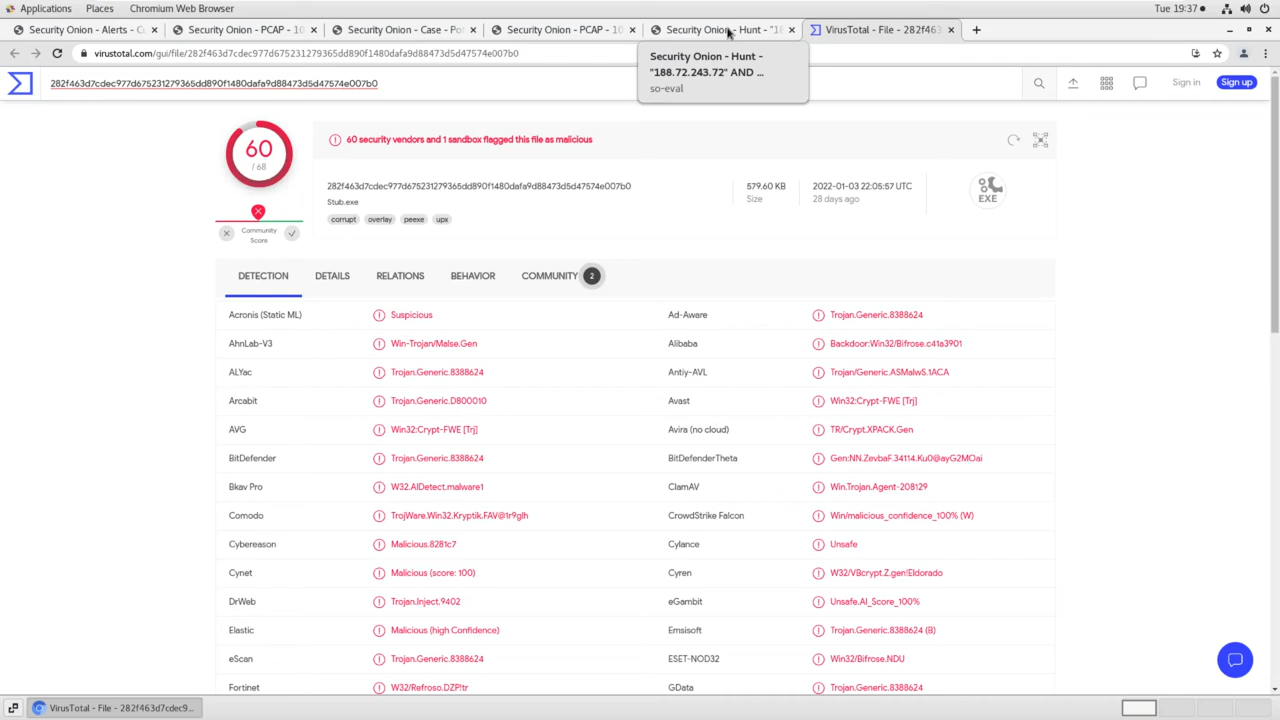 Applications Places Chromium Web Browser Tue 19:37
Security Onion - Alerts - C Security Onion - PCAP - 10 Security Onion - Case - Po Security Onion - PCAP - 10 Security Onion - Hunt - "18 VirusTotal - File - 282f463
virustotal.com/gui/file/282f463d7cdec977d675231279365dd890f1480dafa9d88473d5d47574e007b0
Security Onion - Hunt -
"188.72.243.72" AND ...
so-eval
282f463d7cdec977d675231279365dd890f1480dafa9d88473d5d47574e007b0
Sign in Sign up
60
/ 68
60 security vendors and 1 sandbox flagged this file as malicious
282f463d7cdec977d675231279365dd890f1480dafa9d88473d5d47574e007b0
Stub.exe
corrupt overlay peexe upx
579.60 KB
Size
2022-01-03 22:05:57 UTC
28 days ago
EXE
Community
Score
DETECTION DETAILS RELATIONS BEHAVIOR COMMUNITY 2
Acronis (Static ML) Suspicious Ad-Aware Trojan.Generic.8388624
AhnLab-V3 Win-Trojan/Malse.Gen Alibaba Backdoor:Win32/Bifrose.c41a3901
ALYac Trojan.Generic.8388624 Antiy-AVL Trojan/Generic.ASMalwS.1ACA
Arcabit Trojan.Generic.D800010 Avast Win32:Crypt-FWE [Trj]
AVG Win32:Crypt-FWE [Trj] Avira (no cloud) TR/Crypt.XPACK.Gen
BitDefender Trojan.Generic.8388624 BitDefenderTheta Gen:NN.ZevbaF.34114.Ku0@ayG2MOai
Bkav Pro W32.AIDetect.malware1 ClamAV Win.Trojan.Agent-208129
Comodo TrojWare.Win32.Kryptik.FAV@1r9glh CrowdStrike Falcon Win/malicious_confidence_100% (W)
Cybereason Malicious.8281c7 Cylance Unsafe
Cynet Malicious (score: 100) Cyren W32/VBcrypt.Z.gen!Eldorado
DrWeb Trojan.Inject.9402 eGambit Unsafe.AI_Score_100%
Elastic Malicious (high Confidence) Emsisoft Trojan.Generic.8388624 (B)
eScan Trojan.Generic.8388624 ESET-NOD32 Win32/Bifrose.NDU
Fortinet W32/Refroso.DZP!tr GData Trojan.Generic.8388624
VirusTotal - File - 282f463d7cdec9...